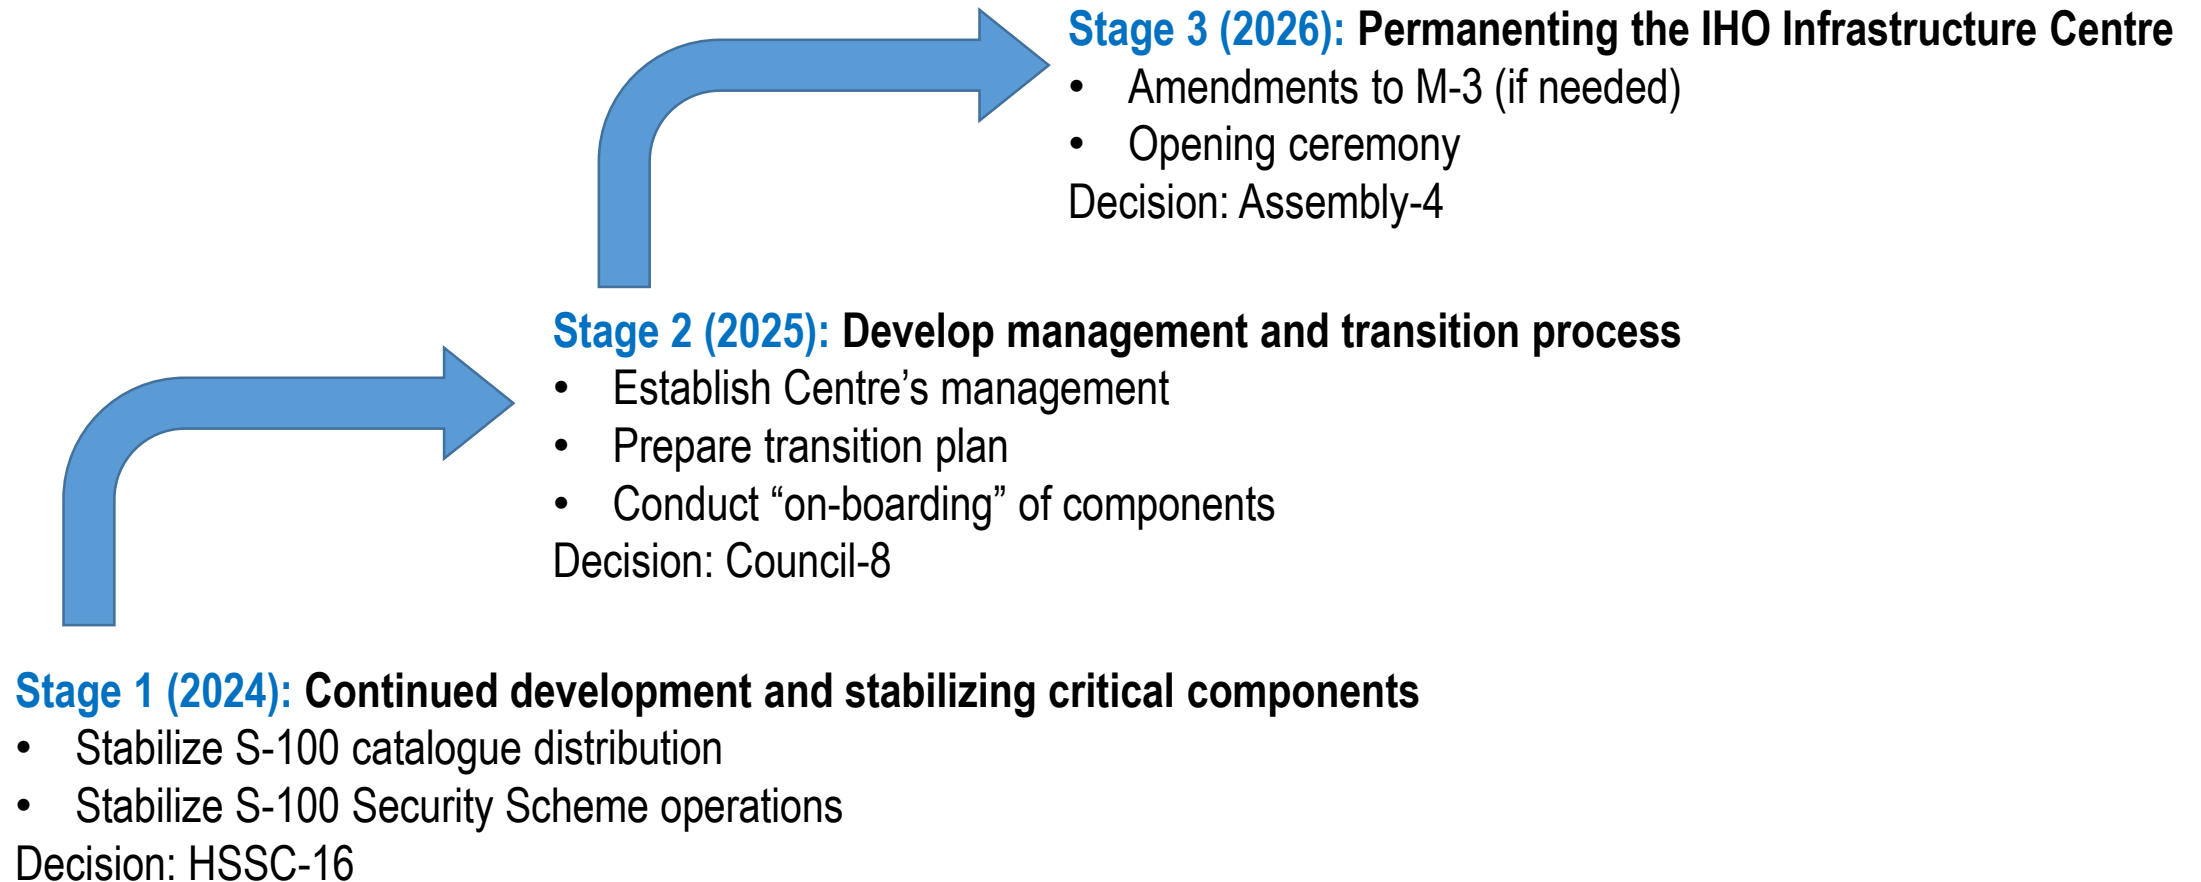 Stage 3 (2026): Permanenting the IHO Infrastructure Centre
• Amendments to M-3 (if needed)
• Opening ceremony
Decision: Assembly-4
Stage 2 (2025): Develop management and transition process
• Establish Centre’s management
• Prepare transition plan
• Conduct “on-boarding” of components
Decision: Council-8
Stage 1 (2024): Continued development and stabilizing critical components
• Stabilize S-100 catalogue distribution
• Stabilize S-100 Security Scheme operations
Decision: HSSC-16